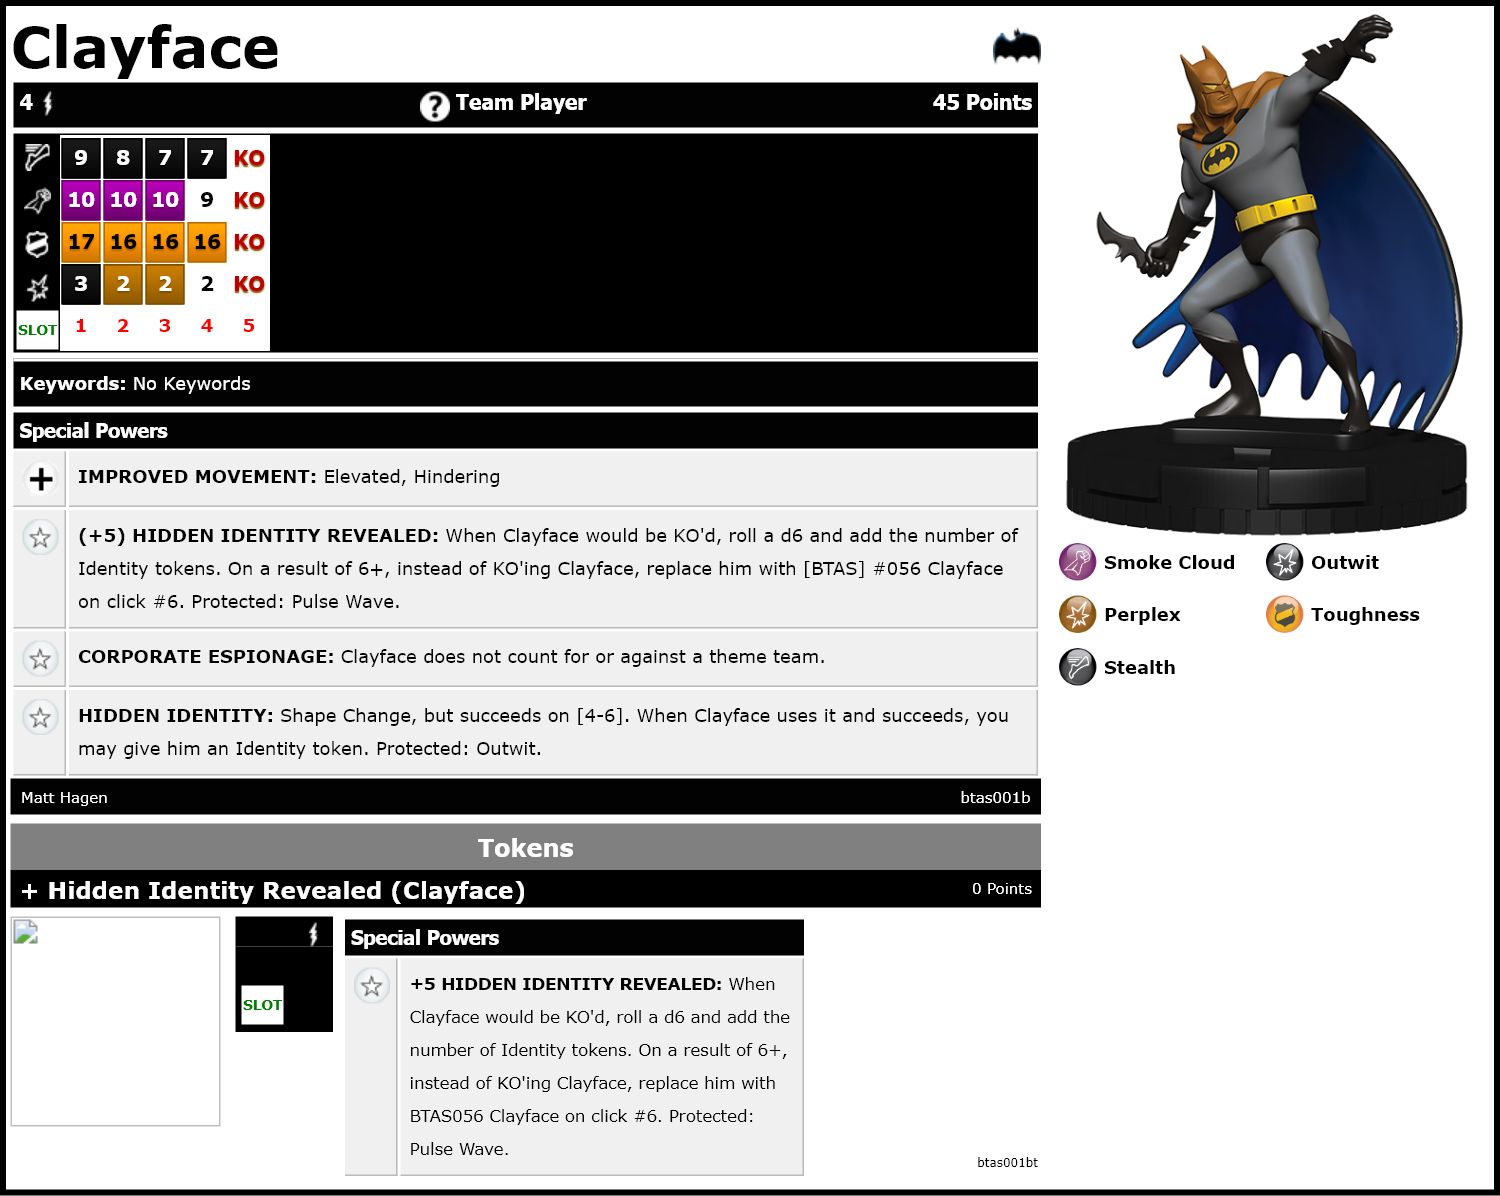 Clayface
4 Team Player 45 Points
9 8 7 7 KO
10 10 10 9 KO
17 16 16 16 KO
3 2 2 2 KO
SLOT 1 2 3 4 5
Keywords: No Keywords
Special Powers
IMPROVED MOVEMENT: Elevated, Hindering
(+5) HIDDEN IDENTITY REVEALED: When Clayface would be KO'd, roll a d6 and add the number of
Identity tokens. On a result of 6+, instead of KO'ing Clayface, replace him with [BTAS] #056 Clayface
on click #6. Protected: Pulse Wave.
CORPORATE ESPIONAGE: Clayface does not count for or against a theme team.
HIDDEN IDENTITY: Shape Change, but succeeds on [4-6]. When Clayface uses it and succeeds, you
may give him an Identity token. Protected: Outwit.
Matt Hagen btas001b
Smoke Cloud Outwit
Perplex Toughness
Stealth
Tokens
+ Hidden Identity Revealed (Clayface) 0 Points
SLOT
Special Powers
+5 HIDDEN IDENTITY REVEALED: When
Clayface would be KO'd, roll a d6 and add the
number of Identity tokens. On a result of 6+,
instead of KO'ing Clayface, replace him with
BTAS056 Clayface on click #6. Protected:
Pulse Wave.
btas001bt